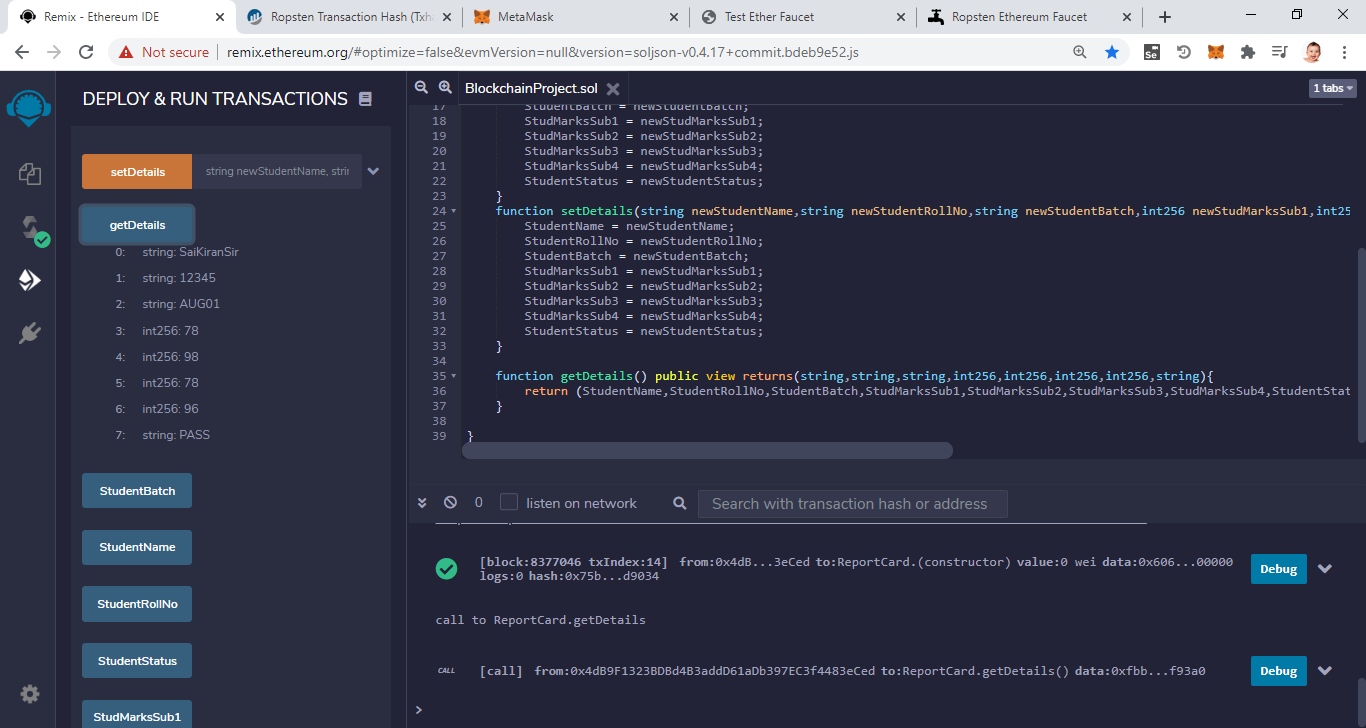 Remix - Ethereum IDE
Ropsten Transaction Hash (Txha
MetaMask
Test Ether Faucet
Ropsten Ethereum Faucet
Not secure
remix.ethereum.org/#optimize=false&evmVersion=null&version=soljson-v0.4.17+commit.bdeb9e52.js
Se
DEPLOY & RUN TRANSACTIONS
setDetails
string newStudentName, strin
getDetails
0: string: SaiKiranSir
1: string: 12345
2: string: AUG01
3: int256: 78
4: int256: 98
5: int256: 78
6: int256: 96
7: string: PASS
StudentBatch
StudentName
StudentRollNo
StudentStatus
StudMarksSub1
BlockchainProject.sol
1 tabs
17 StudentBatch = newStudentBatch;
18 StudMarksSub1 = newStudMarksSub1;
19 StudMarksSub2 = newStudMarksSub2;
20 StudMarksSub3 = newStudMarksSub3;
21 StudMarksSub4 = newStudMarksSub4;
22 StudentStatus = newStudentStatus;
23 }
24 function setDetails(string newStudentName,string newStudentRollNo,string newStudentBatch,int256 newStudMarksSub1,int25
25 StudentName = newStudentName;
26 StudentRollNo = newStudentRollNo;
27 StudentBatch = newStudentBatch;
28 StudMarksSub1 = newStudMarksSub1;
29 StudMarksSub2 = newStudMarksSub2;
30 StudMarksSub3 = newStudMarksSub3;
31 StudMarksSub4 = newStudMarksSub4;
32 StudentStatus = newStudentStatus;
33 }
34
35 function getDetails() public view returns(string,string,string,int256,int256,int256,int256,string){
36 return (StudentName,StudentRollNo,StudentBatch,StudMarksSub1,StudMarksSub2,StudMarksSub3,StudMarksSub4,StudentStat
37 }
38
39 }
0
listen on network
Search with transaction hash or address
[block:8377046 txIndex:14] from:0x4dB...3eCed to:ReportCard.(constructor) value:0 wei data:0x606...00000
logs:0 hash:0x75b...d9034
Debug
call to ReportCard.getDetails
CALL [call] from:0x4dB9F1323BDBd4B3addD61aDb397EC3f4483eCed to:ReportCard.getDetails() data:0xfbb...f93a0
Debug
>